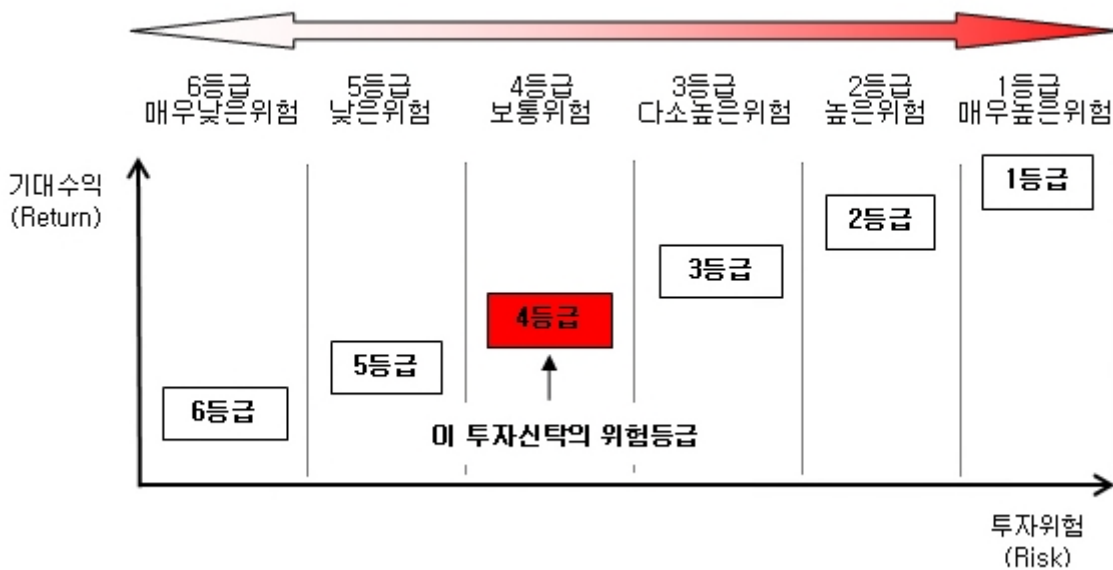 6등급 5등급 4등급 3등급 2등급 1등급
매우낮은위험 낮은위험 보통위험 다소높은위험 높은위험 매우높은위험
기대수익
(Return)
1등급
2등급
3등급
4등급
5등급
6등급
이 투자신탁의 위험등급
투자위험
(Risk)